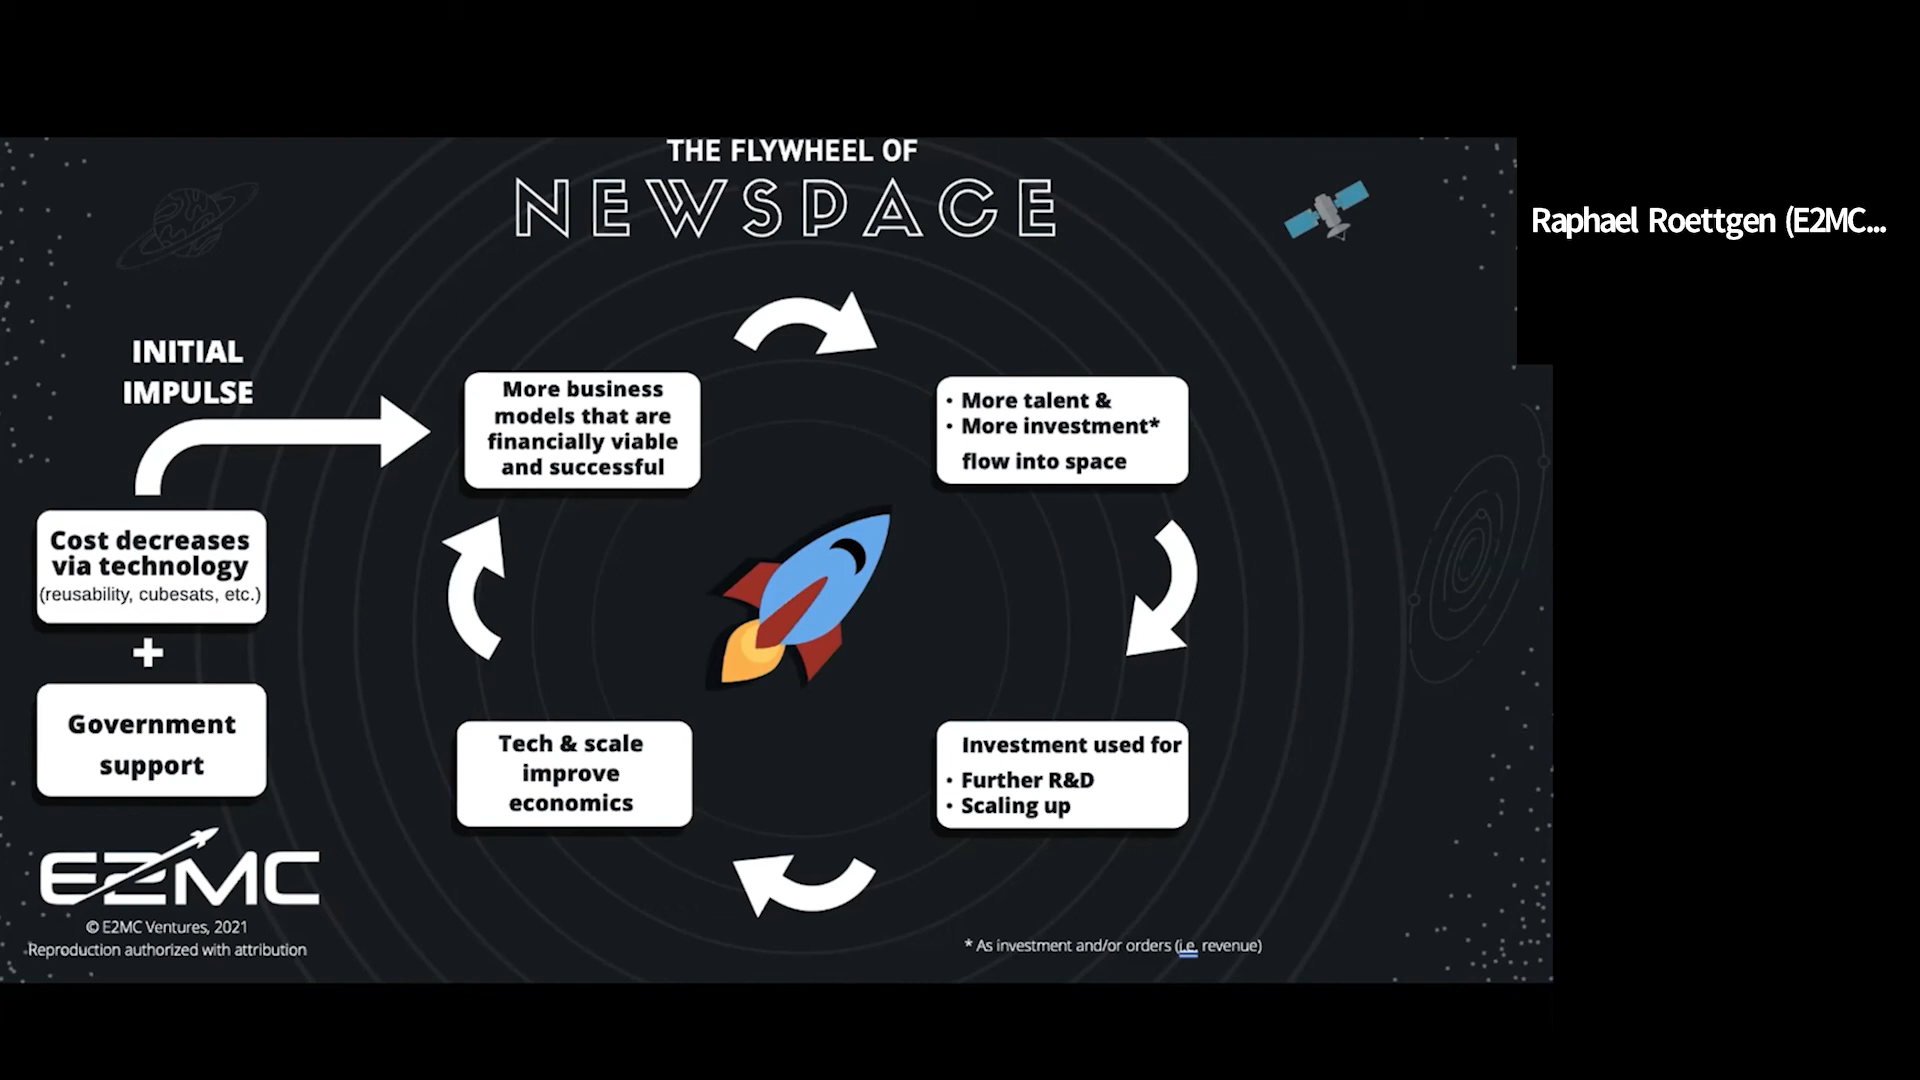 THE FLYWHEEL OF
NEWSPACE
Raphael Roettgen (E2MC...
INITIAL
IMPULSE
More business
models that are
financially viable
and successful
• More talent &
• More investment*
flow into space
Cost decreases
via technology
(reusability, cubesats, etc.)
+
Government
support
Tech & scale
improve
economics
Investment used for
• Further R&D
• Scaling up
E2MC
© E2MC Ventures, 2021
Reproduction authorized with attribution
* As investment and/or orders (i.e. revenue)